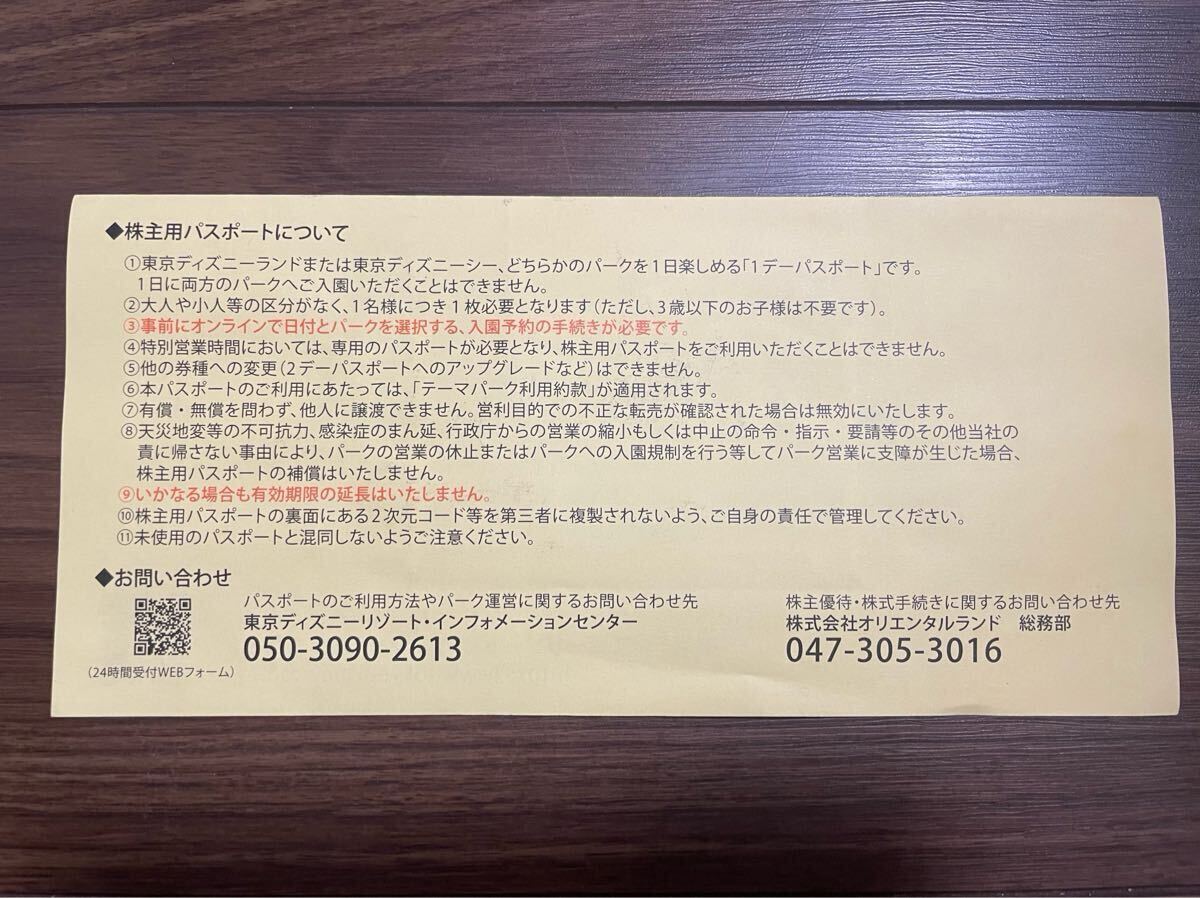 ◆株主用パスポートについて
①東京ディズニーランドまたは東京ディズニーシー、どちらかのパークを1日楽しめる「1デーパスポート」です。
1日に両方のパークへご入園いただくことはできません。
②大人や小人等の区分がなく、1名様につき1枚必要となります(ただし、3歳以下のお子様は不要です)。
③事前にオンラインで日付とパークを選択する、入園予約の手続きが必要です。
④特別営業時間においては、専用のパスポートが必要となり、株主用パスポートをご利用いただくことはできません。
⑤他の券種への変更(2デーパスポートへのアップグレードなど)はできません。
⑥本パスポートのご利用にあたっては、「テーマパーク利用約款」が適用されます。
⑦有償・無償を問わず、他人に譲渡できません。営利目的での不正な転売が確認された場合は無効にいたします。
⑧天災地変等の不可抗力、感染症のまん延、行政庁からの営業の縮小もしくは中止の命令・指示・要請等のその他当社の
責に帰さない事由により、パークの営業の休止またはパークへの入園規制を行う等してパーク営業に支障が生じた場合、
株主用パスポートの補償はいたしません。
⑨いかなる場合も有効期限の延長はいたしません。
⑩株主用パスポートの裏面にある2次元コード等を第三者に複製されないよう、ご自身の責任で管理してください。
⑪未使用のパスポートと混同しないようご注意ください。
◆お問い合わせ
(24時間受付WEBフォーム)
パスポートのご利用方法やパーク運営に関するお問い合わせ先
東京ディズニーリゾート・インフォメーションセンター
050-3090-2613
株主優待・株式手続きに関するお問い合わせ先
株式会社オリエンタルランド 総務部
047-305-3016